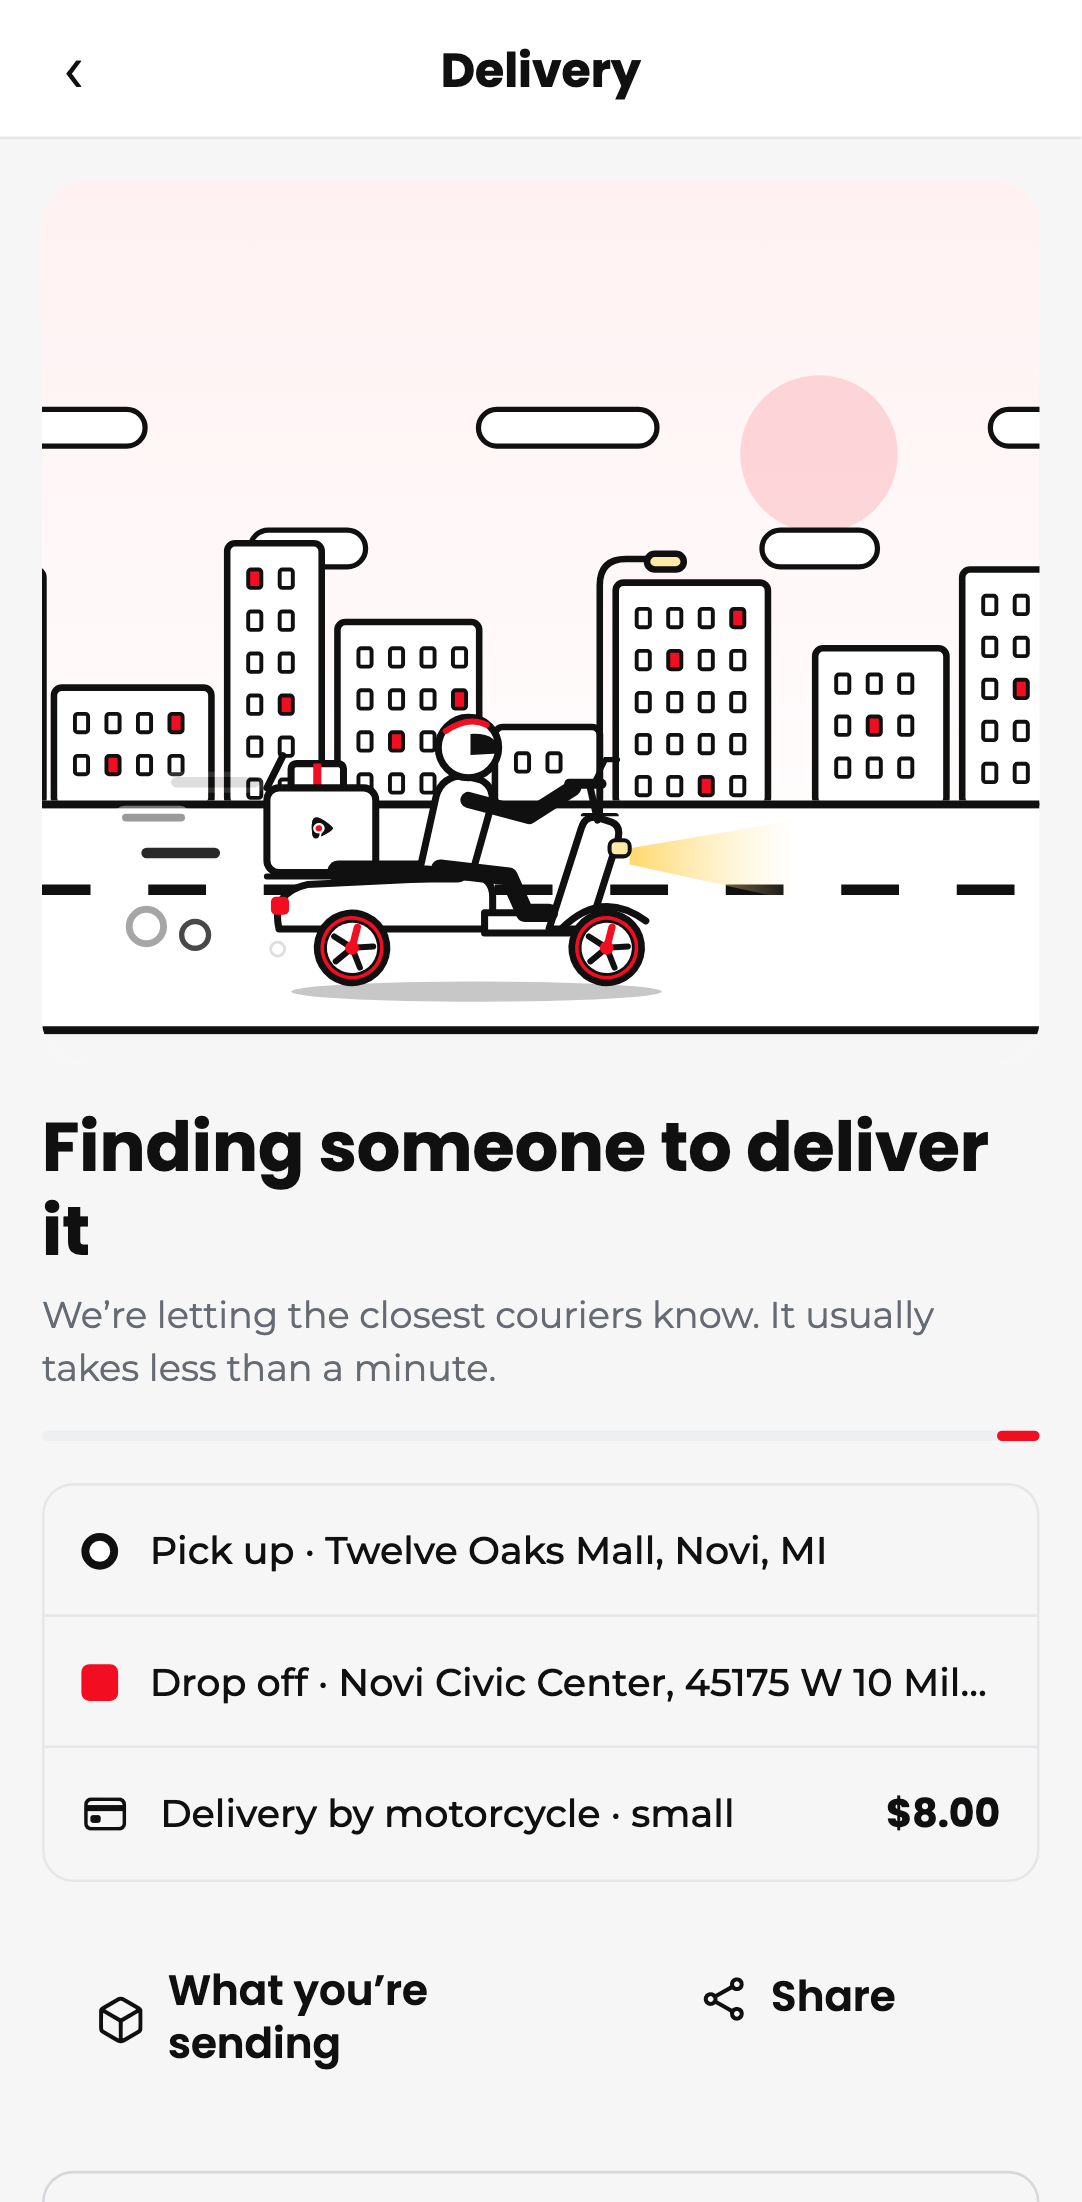 Delivery
Finding someone to deliver
it
We’re letting the closest couriers know. It usually
takes less than a minute.
Pick up · Twelve Oaks Mall, Novi, MI
Drop off · Novi Civic Center, 45175 W 10 Mil...
Delivery by motorcycle · small $8.00
What you’re
sending
Share